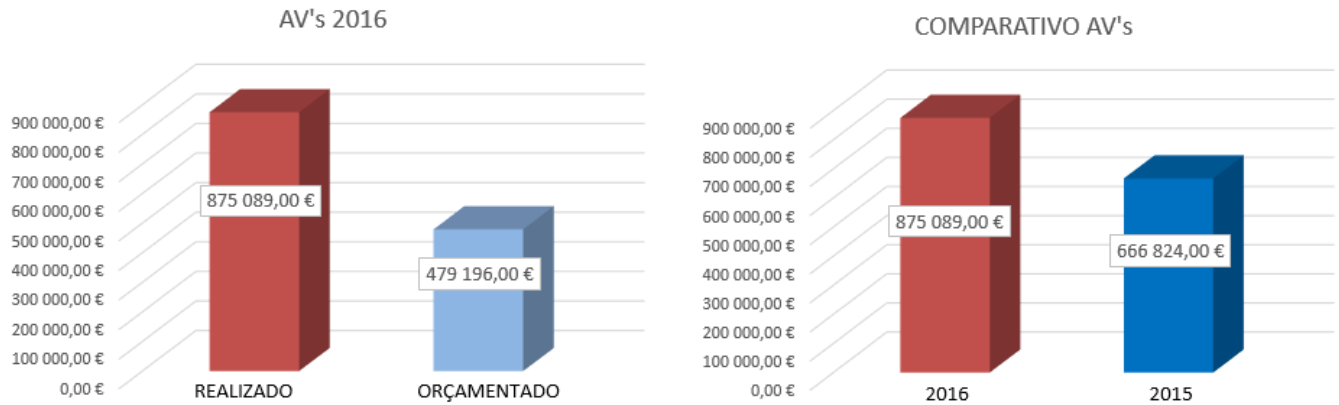 AV's 2016
900 000,00 €
800 000,00 €
700 000,00 €
600 000,00 €
500 000,00 €
400 000,00 €
300 000,00 €
200 000,00 €
100 000,00 €
0,00 €
875 089,00 €
479 196,00 €
REALIZADO
ORÇAMENTADO
COMPARATIVO AV's
900 000,00 €
800 000,00 €
700 000,00 €
600 000,00 €
500 000,00 €
400 000,00 €
300 000,00 €
200 000,00 €
100 000,00 €
0,00 €
875 089,00 €
666 824,00 €
2016
2015